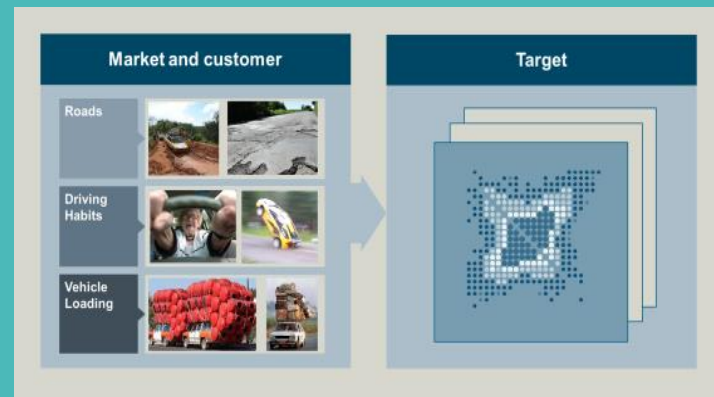 Market and customer
Target
Roads
Driving
Habits
Vehicle
Loading